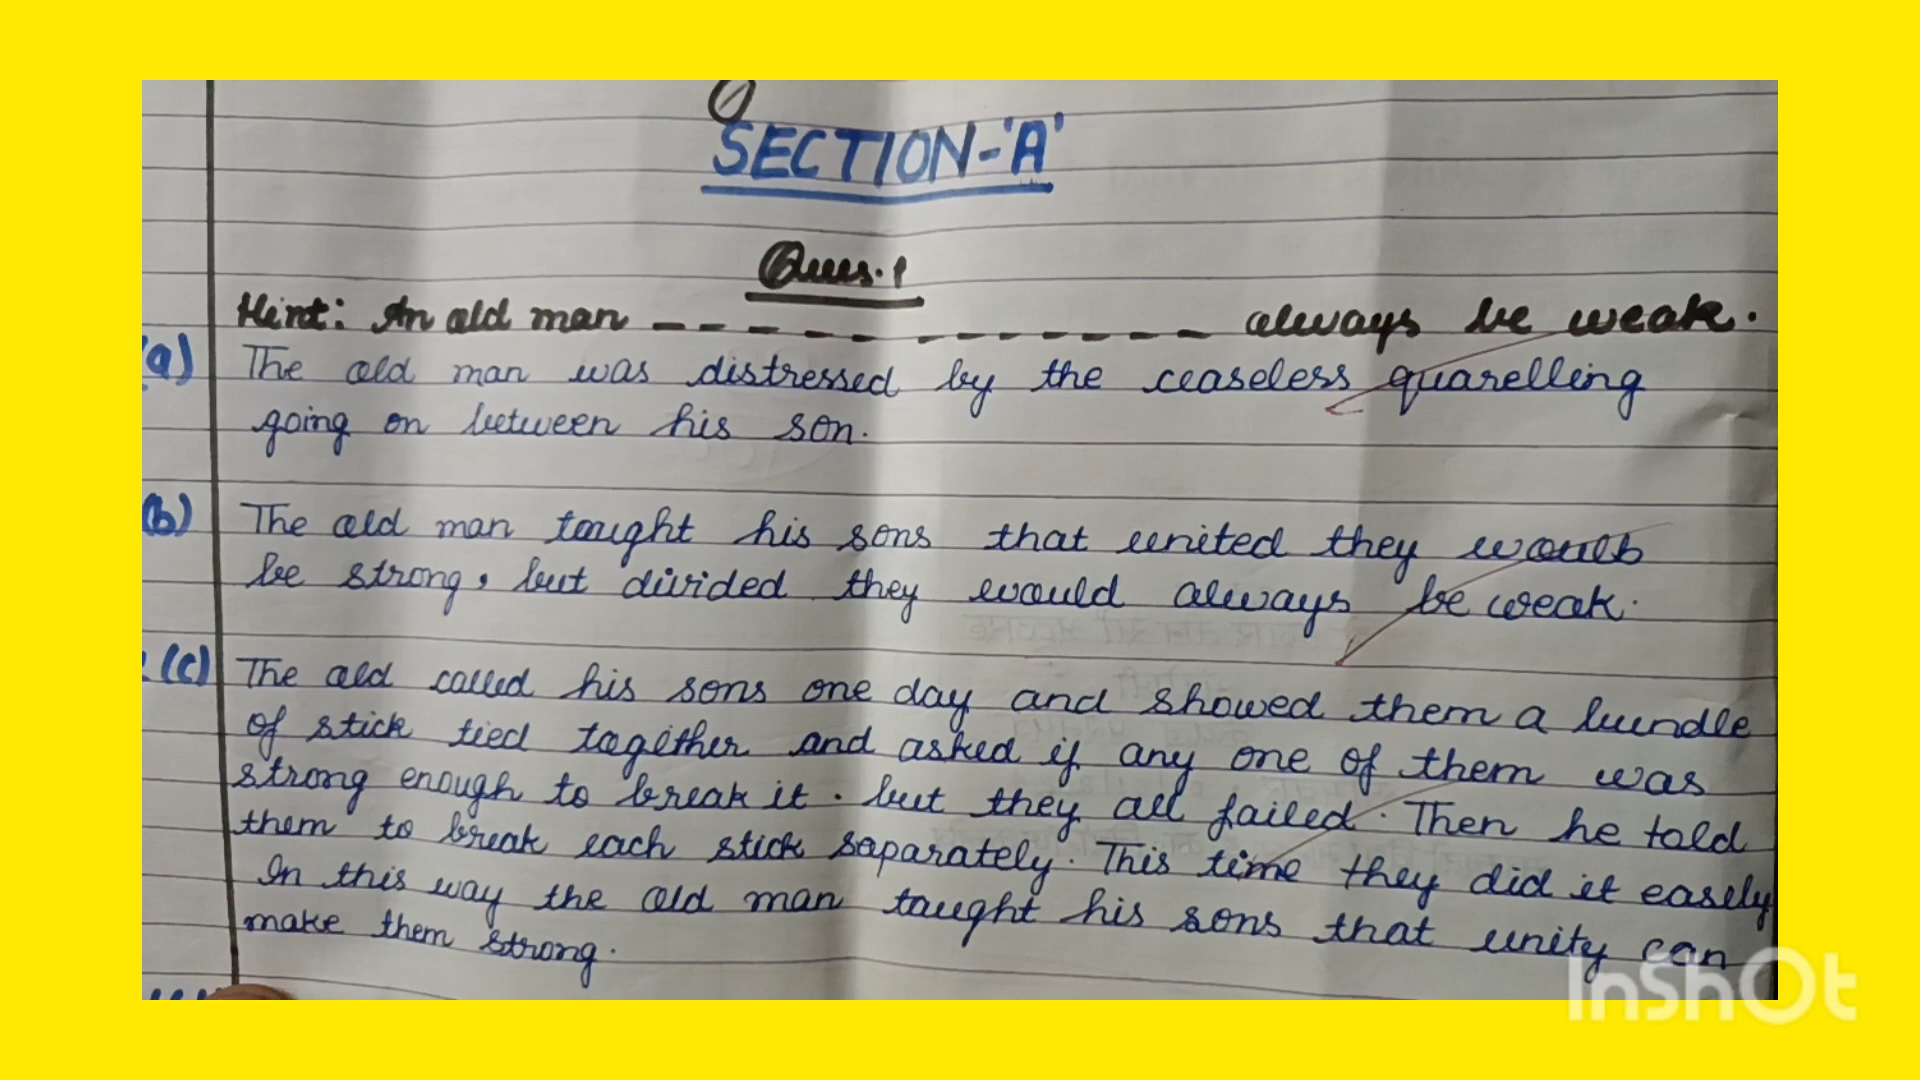 SECTION-'A'
Ques.1
Hint: An old man ---------------- always be weak.
(a) The old man was distressed by the ceaseless quarelling
going on between his son.
(b) The old man taught his sons that united they would
be strong, but divided they would always be weak.
(c) The old called his sons one day and showed them a bundle
of stick tied together and asked if any one of them was
strong enough to break it. but they all failed. Then he told
them to break each stick saparately. This time they did it easely
In this way the old man taught his sons that unity can
make them strong.
InShOt